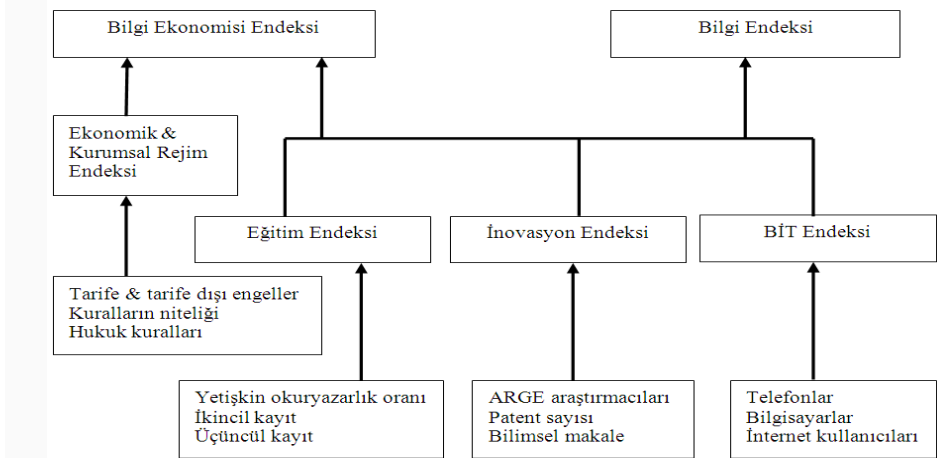 Bilgi Ekonomisi Endeksi
Bilgi Endeksi
Ekonomik &
Kurumsal Rejim
Endeksi
Eğitim Endeksi
İnovasyon Endeksi
BİT Endeksi
Tarife & tarife dışı engeller
Kuralların niteliği
Hukuk kuralları
Yetişkin okuryazarlık oranı
İkincil kayıt
Üçüncül kayıt
ARGE araştırmacıları
Patent sayısı
Bilimsel makale
Telefonlar
Bilgisayarlar
İnternet kullanıcıları